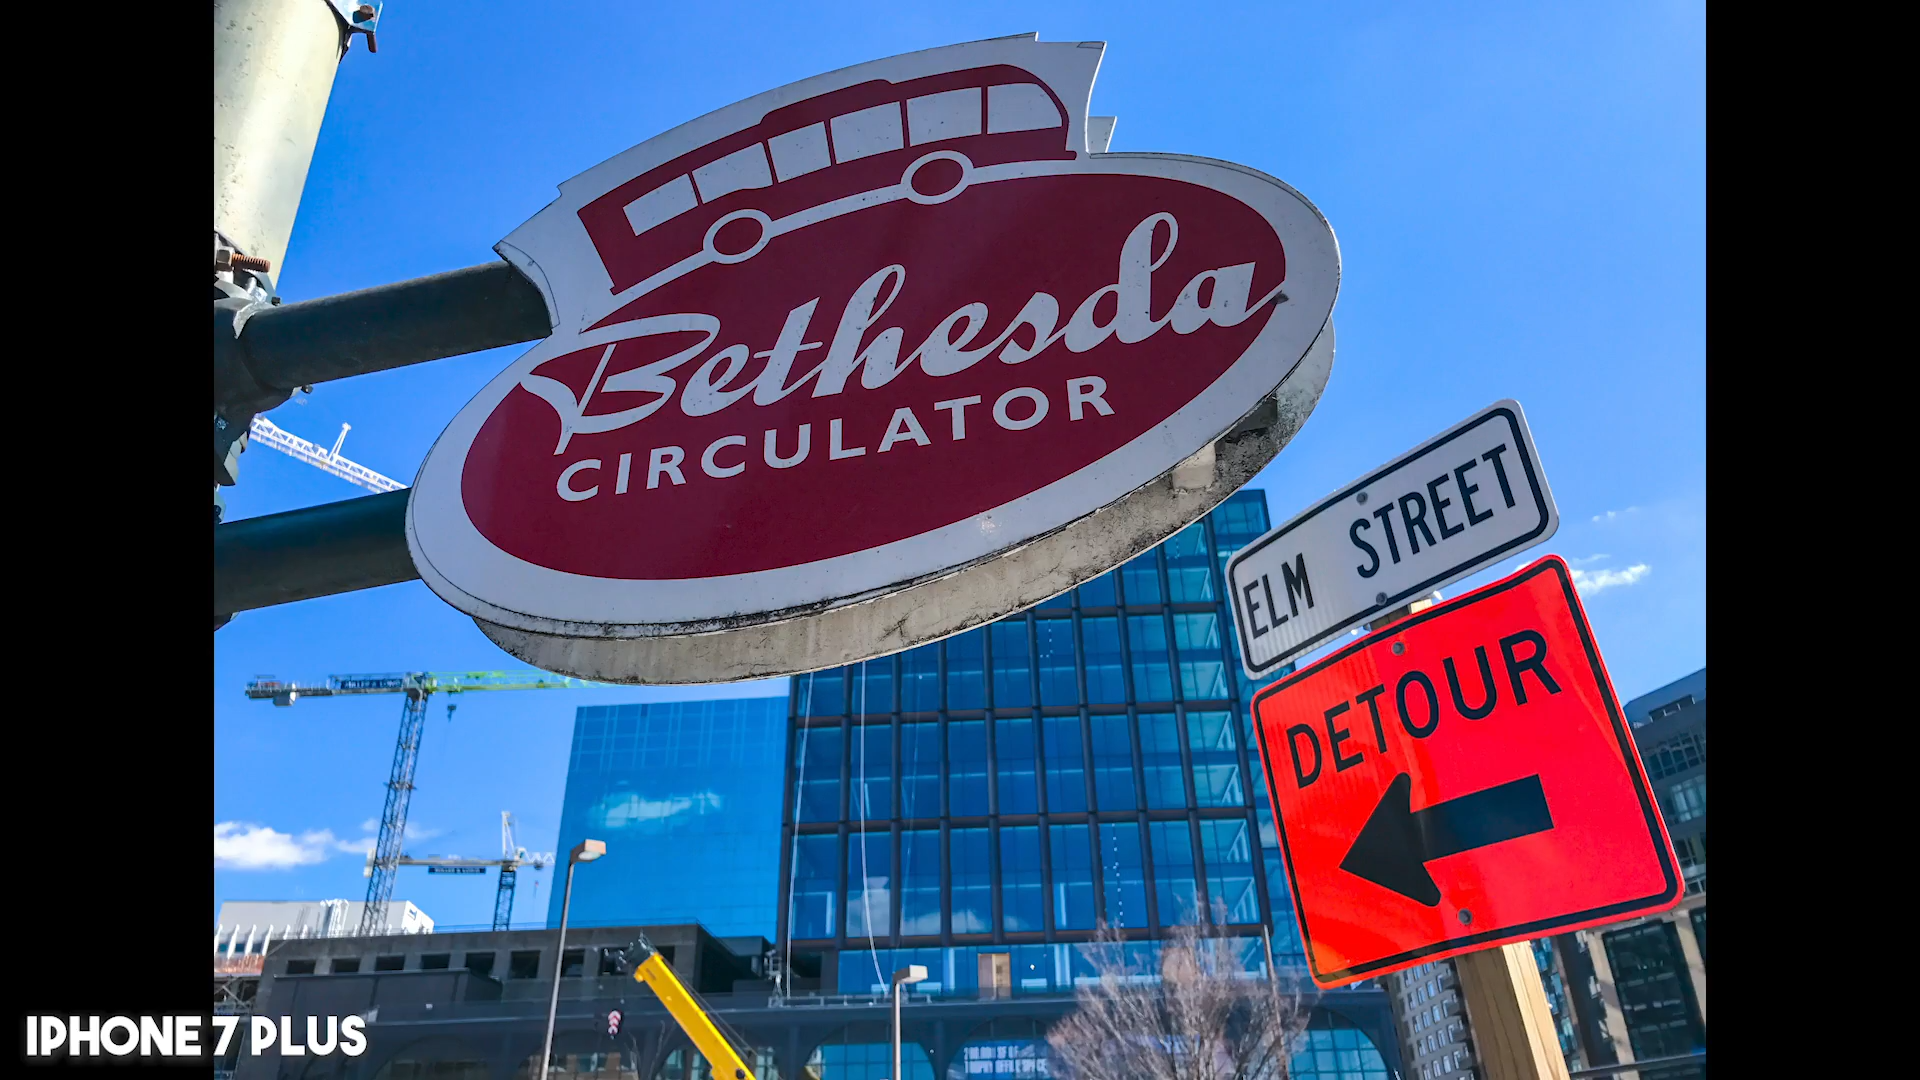 Bethesda
CIRCULATOR
ELM STREET
DETOUR
IPHONE 7 PLUS